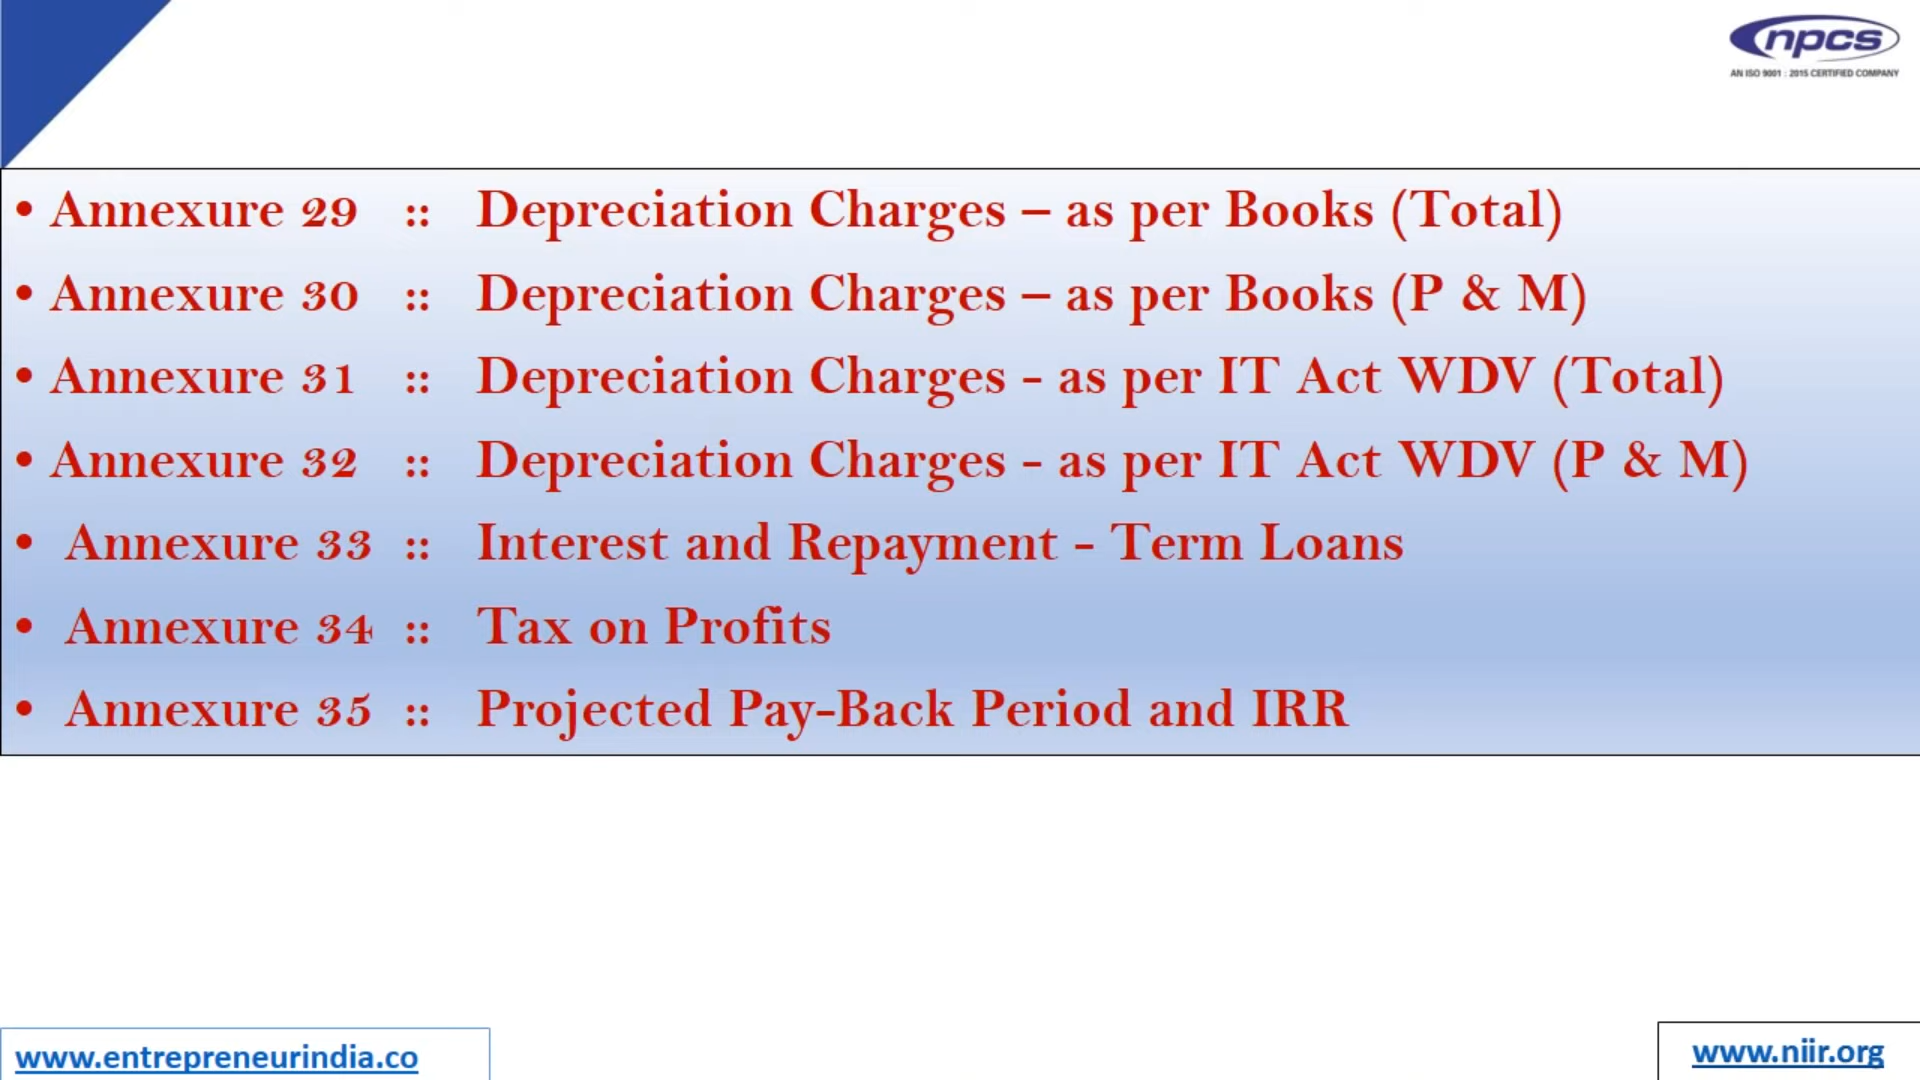 npcs
AN ISO 9001 : 2015 CERTIFIED COMPANY
• Annexure 29 :: Depreciation Charges – as per Books (Total)
• Annexure 30 :: Depreciation Charges – as per Books (P & M)
• Annexure 31 :: Depreciation Charges - as per IT Act WDV (Total)
• Annexure 32 :: Depreciation Charges - as per IT Act WDV (P & M)
• Annexure 33 :: Interest and Repayment - Term Loans
• Annexure 34 :: Tax on Profits
• Annexure 35 :: Projected Pay-Back Period and IRR
www.entrepreneurindia.co
www.niir.org